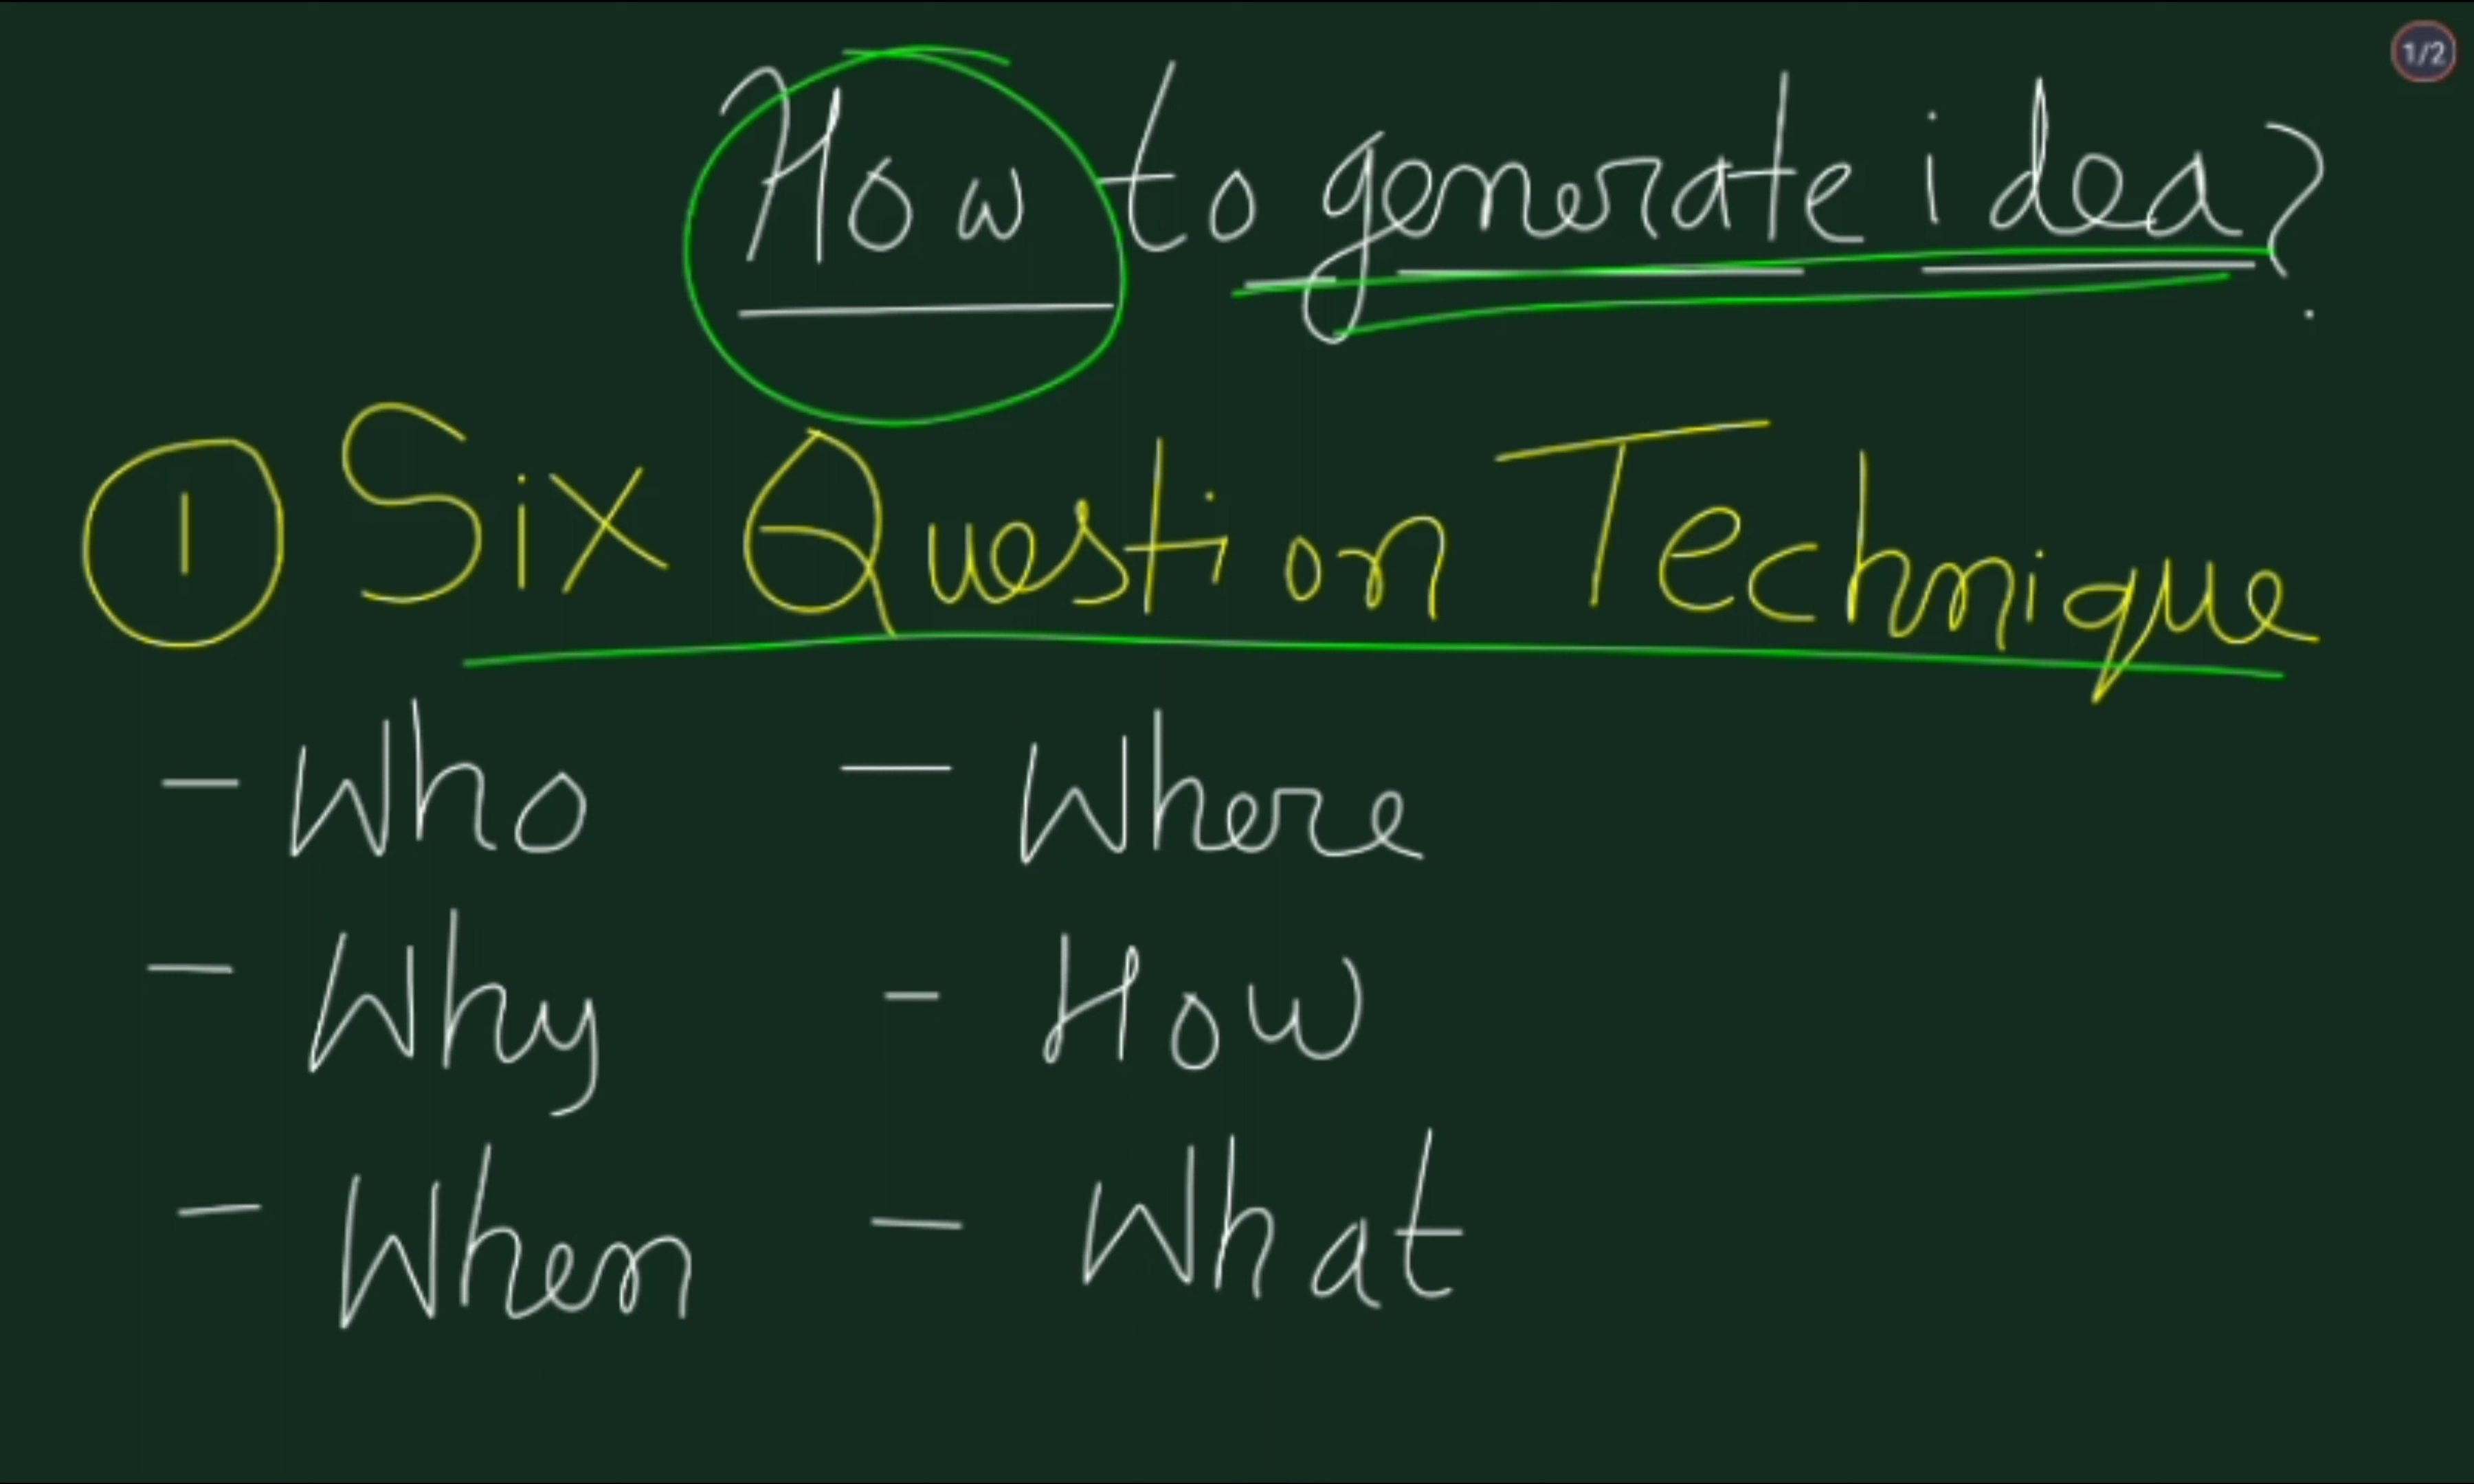 1/2
How to generate idea?
1 Six Question Technique
- Who - Where
- Why - How
- When - What